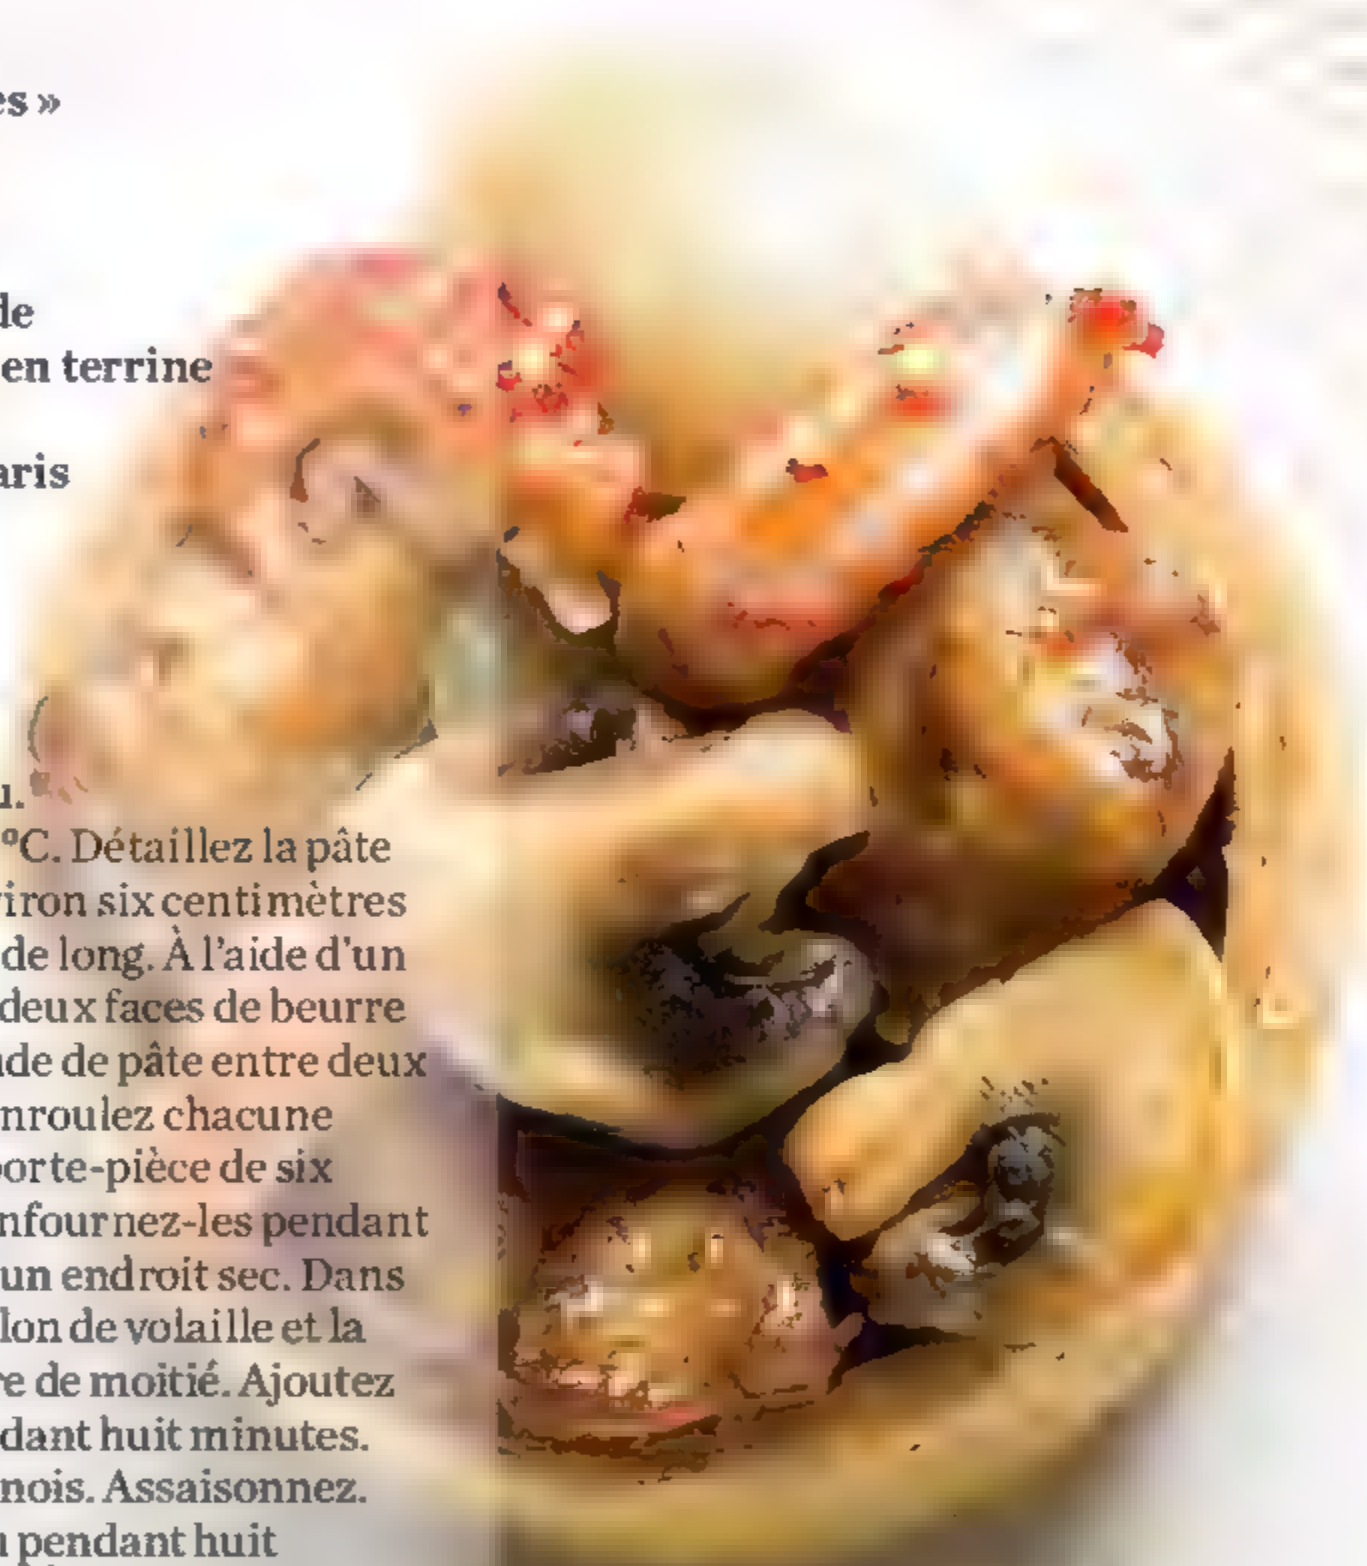 es »
de
en terrine
aris
u.
°C. Détaillez la pâte
viron six centimètres
de long. À l'aide d'un
deux faces de beurre
nde de pâte entre deux
nroulez chacune
porte-pièce de six
nfournez-les pendant
un endroit sec. Dans
lon de volaille et la
re de moitié. Ajoutez
dant huit minutes.
nois. Assaisonnez.
u pendant huit